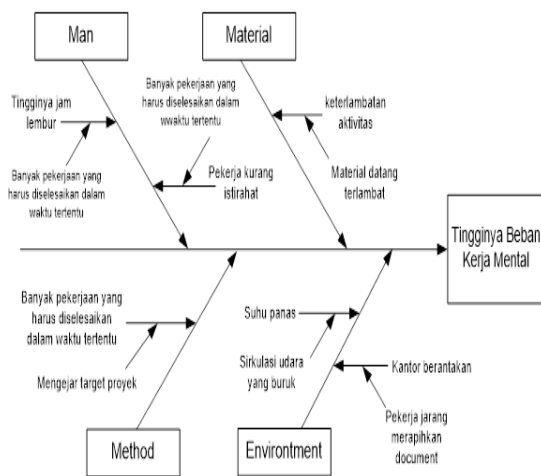 Man
Material
Tingginya jam
lembur
Banyak pekerjaan yang
harus diselesaikan dalam
waktu tertentu
Banyak pekerjaan yang
harus diselesaikan dalam
wwaktu tertentu
Pekerja kurang
istirahat
keterlambatan
aktivitas
Material datang
terlambat
Tingginya Beban
Kerja Mental
Banyak pekerjaan yang
harus diselesaikan
dalam waktu tertentu
Mengejar target proyek
Suhu panas
Sirkulasi udara
yang buruk
Kantor berantakan
Pekerja jarang
merapihkan
document
Method
Environtment